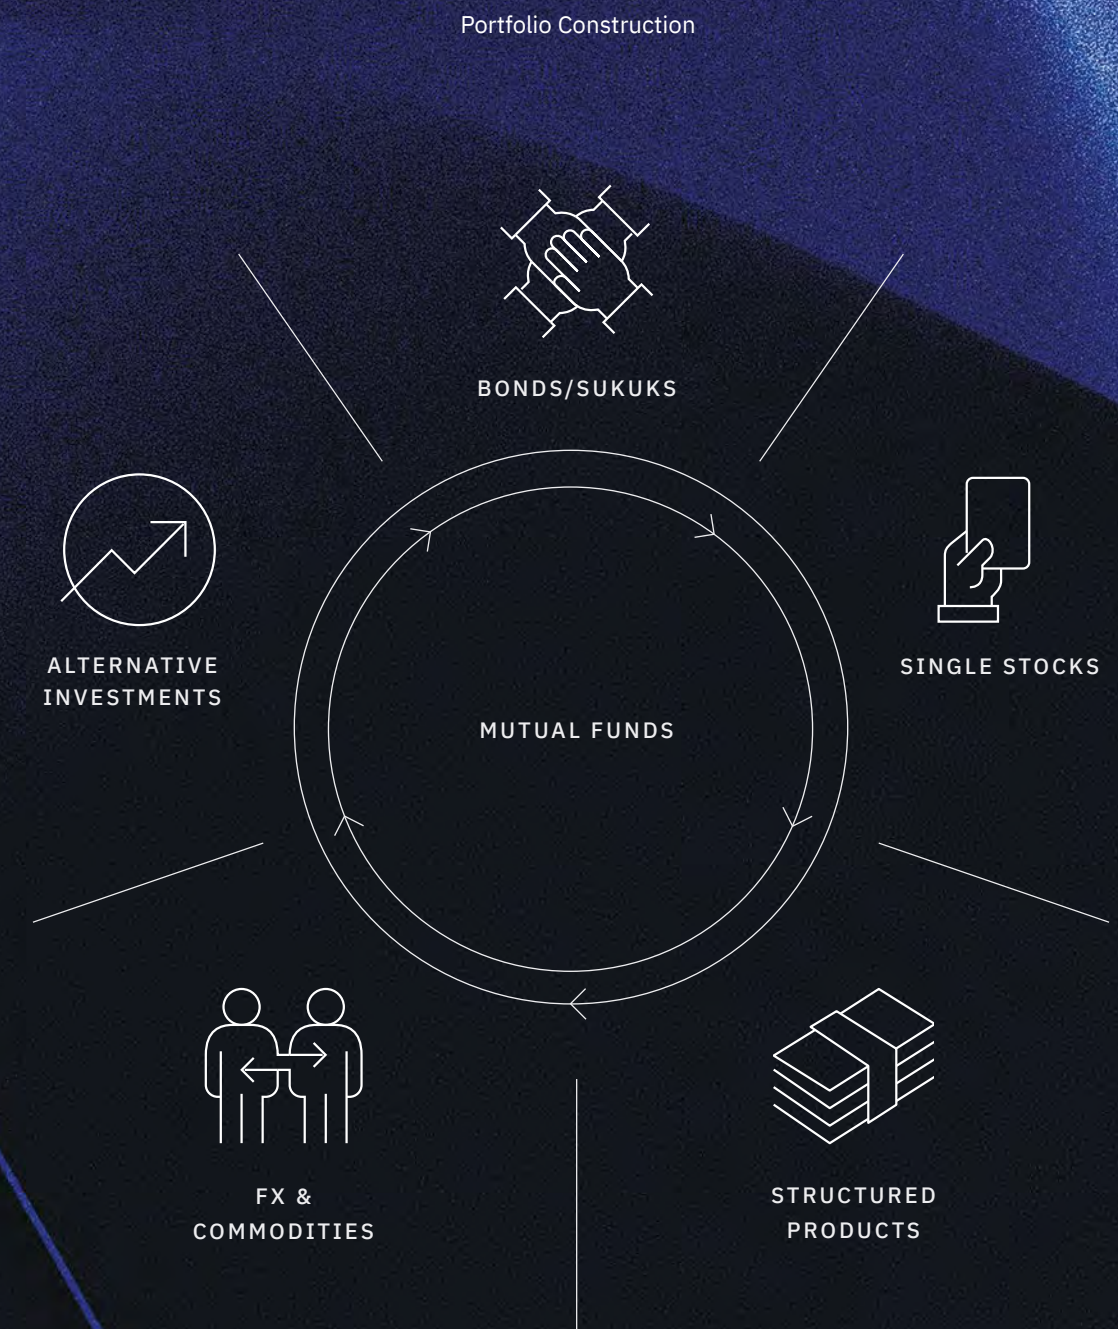 Portfolio Construction
BONDS/SUKUKS
ALTERNATIVE
INVESTMENTS
SINGLE STOCKS
MUTUAL FUNDS
FX &
COMMODITIES
STRUCTURED
PRODUCTS